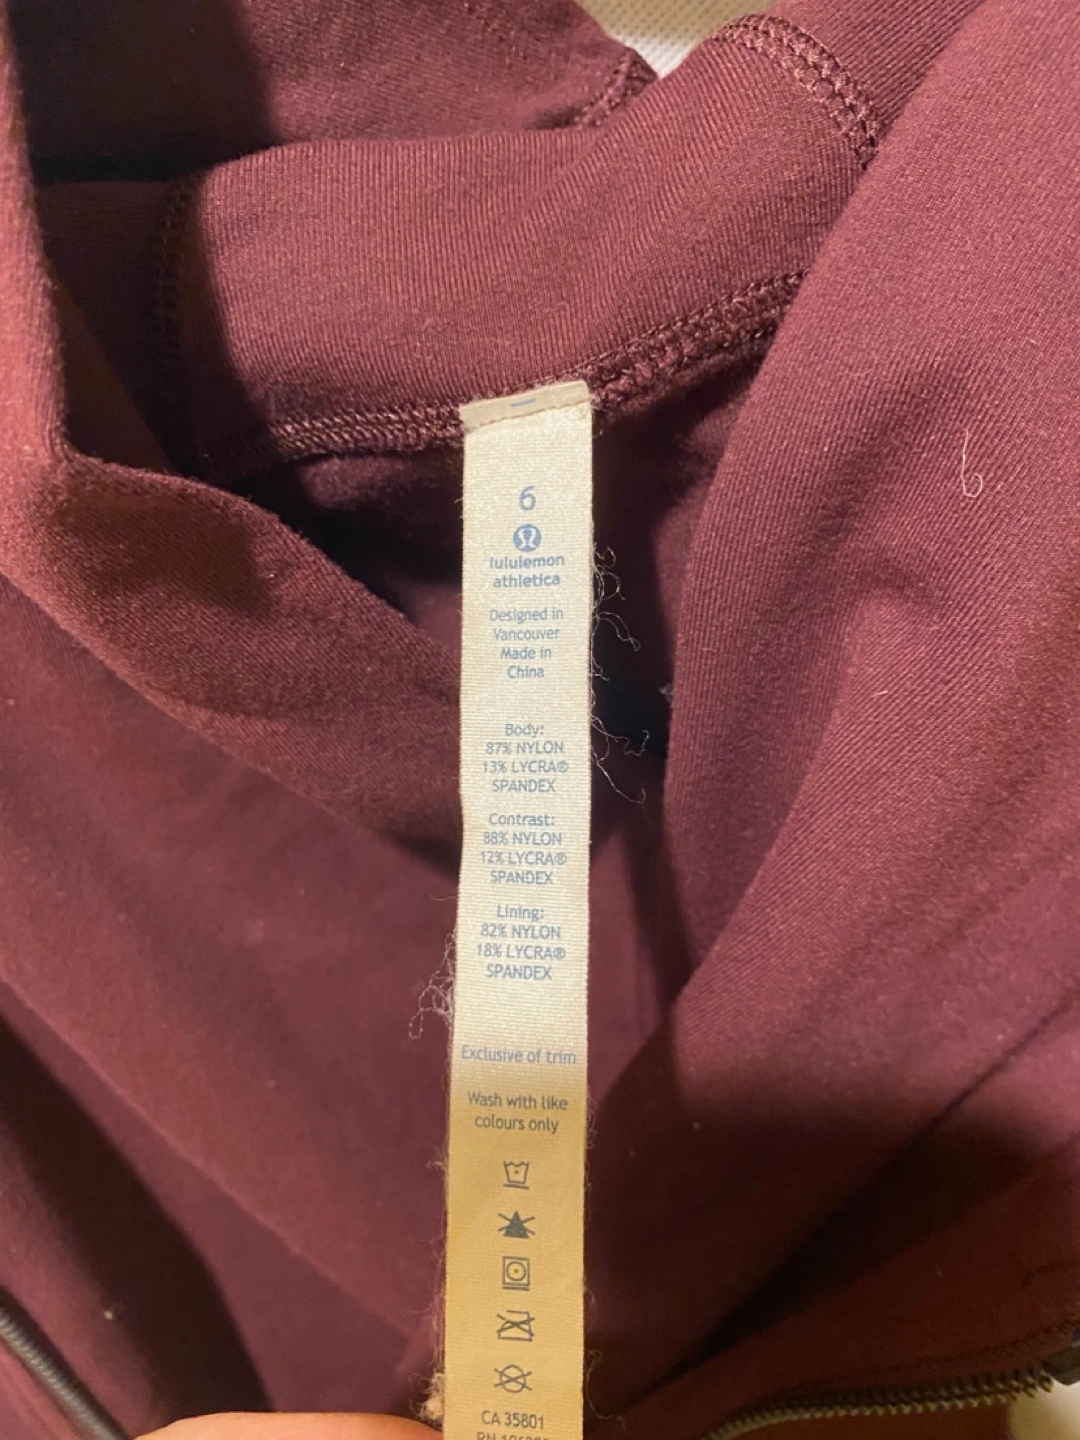 6
lululemon
athletica
Designed in
Vancouver
Made in
China
Body:
87% NYLON
13% LYCRA®
SPANDEX
Contrast:
88% NYLON
12% LYCRA®
SPANDEX
Lining:
82% NYLON
18% LYCRA®
SPANDEX
Exclusive of trim
Wash with like
colours only
CA 35801
RN